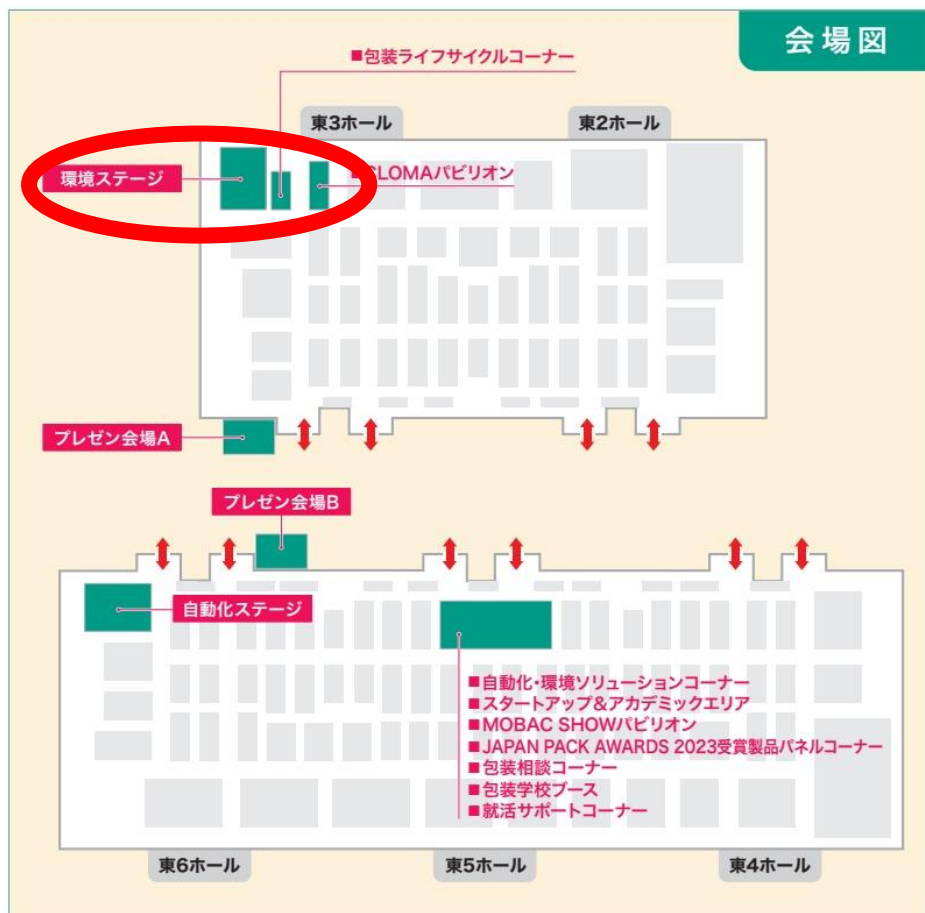 会場図
■包装ライフサイクルコーナー
東3ホール
東2ホール
環境ステージ
LOMAパビリオン
プレゼン会場A
プレゼン会場B
自動化ステージ
■自動化・環境ソリューションコーナー
■スタートアップ&アカデミックエリア
■MOBAC SHOWパビリオン
■JAPAN PACK AWARDS 2023受賞製品パネルコーナー
■包装相談コーナー
■包装学校ブース
■就活サポートコーナー
東6ホール
東5ホール
東4ホール